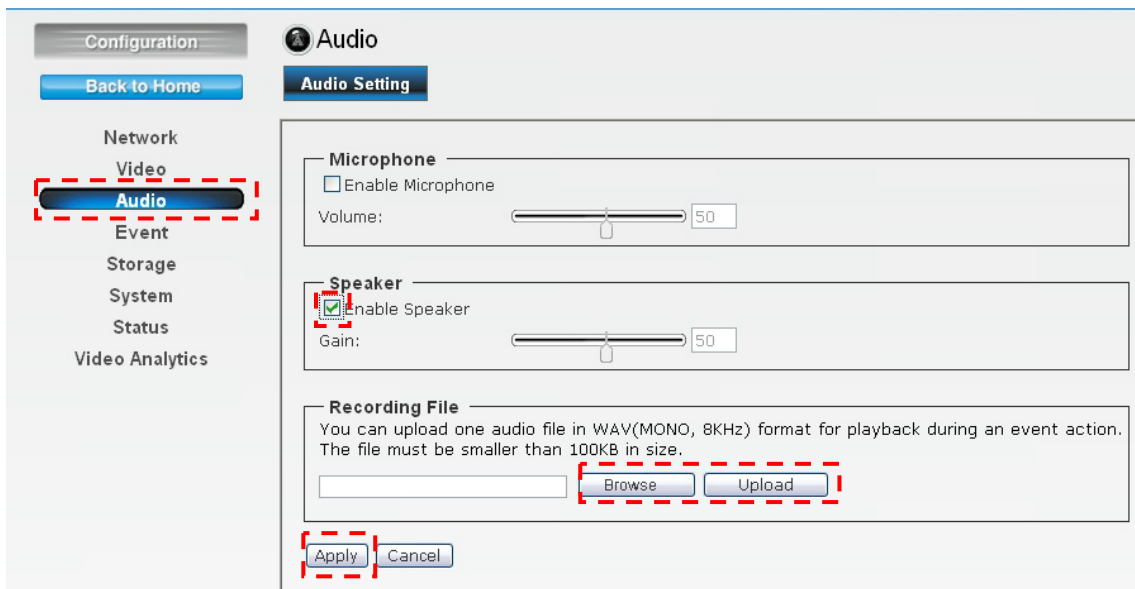 Configuration
Back to Home
Network
Video
Audio
Event
Storage
System
Status
Video Analytics
Audio
Audio Setting
Microphone
Enable Microphone
Volume:
50
Speaker
Enable Speaker
Gain:
50
Recording File
You can upload one audio file in WAV(MONO, 8KHz) format for playback during an event action.
The file must be smaller than 100KB in size.
Browse Upload
Apply Cancel